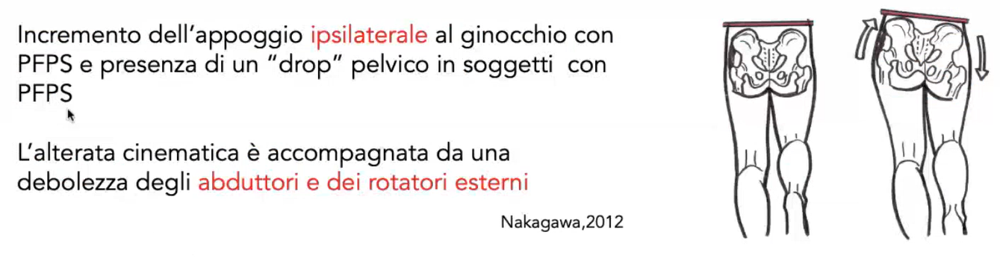 Incremento dell’appoggio ipsilaterale al ginocchio con
PFPS e presenza di un “drop” pelvico in soggetti con
PFPS
L’alterata cinematica è accompagnata da una
debolezza degli abduttori e dei rotatori esterni
Nakagawa,2012